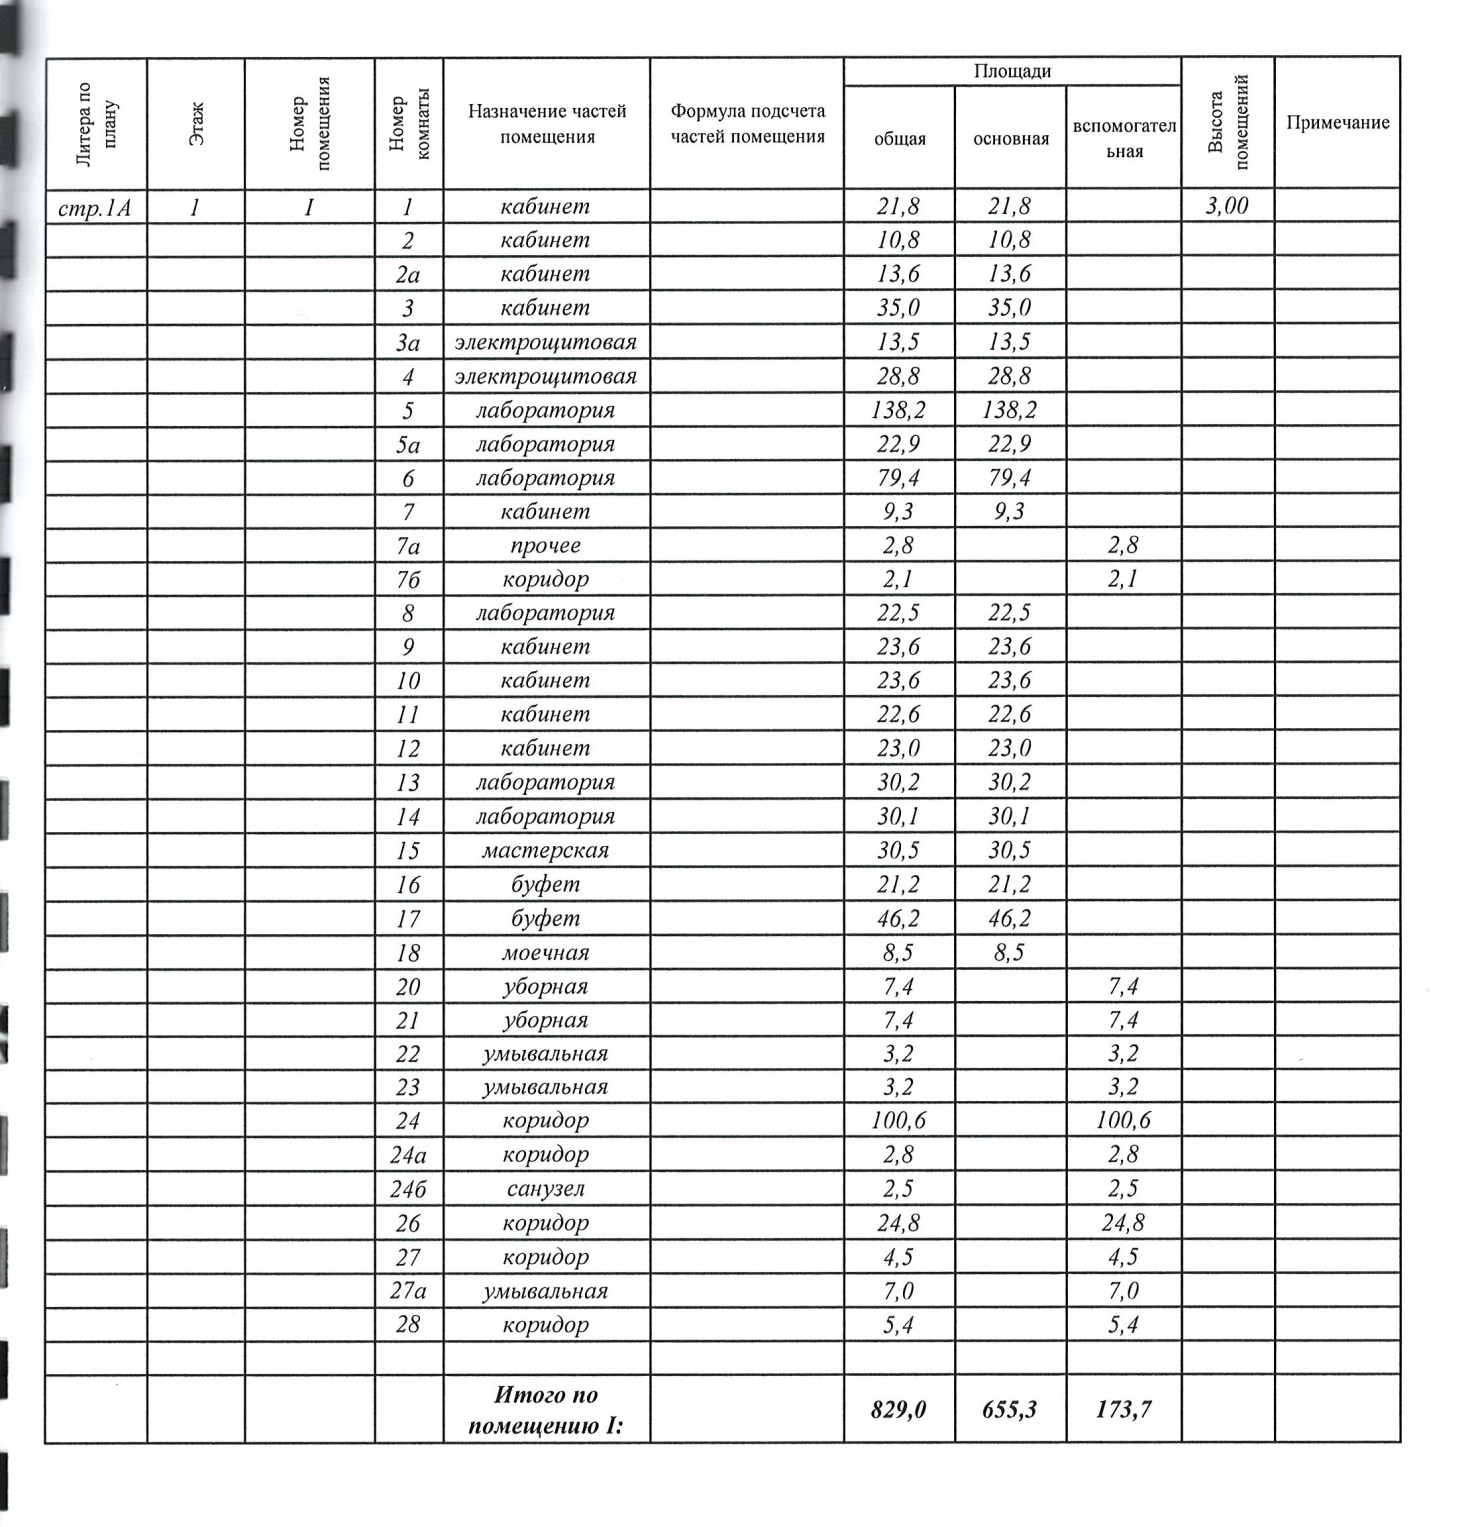 Литера по плану
Этаж
Номер помещения
Номер комнаты
Назначение частей помещения
Формула подсчета частей помещения
Площади
общая
основная
вспомогател
ьная
Высота помещений
Примечание
стр.1А 1 I 1 кабинет 21,8 21,8 3,00
2 кабинет 10,8 10,8
2а кабинет 13,6 13,6
3 кабинет 35,0 35,0
3а электрощитовая 13,5 13,5
4 электрощитовая 28,8 28,8
5 лаборатория 138,2 138,2
5а лаборатория 22,9 22,9
6 лаборатория 79,4 79,4
7 кабинет 9,3 9,3
7а прочее 2,8 2,8
7б коридор 2,1 2,1
8 лаборатория 22,5 22,5
9 кабинет 23,6 23,6
10 кабинет 23,6 23,6
11 кабинет 22,6 22,6
12 кабинет 23,0 23,0
13 лаборатория 30,2 30,2
14 лаборатория 30,1 30,1
15 мастерская 30,5 30,5
16 буфет 21,2 21,2
17 буфет 46,2 46,2
18 моечная 8,5 8,5
20 уборная 7,4 7,4
21 уборная 7,4 7,4
22 умывальная 3,2 3,2
23 умывальная 3,2 3,2
24 коридор 100,6 100,6
24а коридор 2,8 2,8
24б санузел 2,5 2,5
26 коридор 24,8 24,8
27 коридор 4,5 4,5
27а умывальная 7,0 7,0
28 коридор 5,4 5,4
Итого по
помещению I: 829,0 655,3 173,7